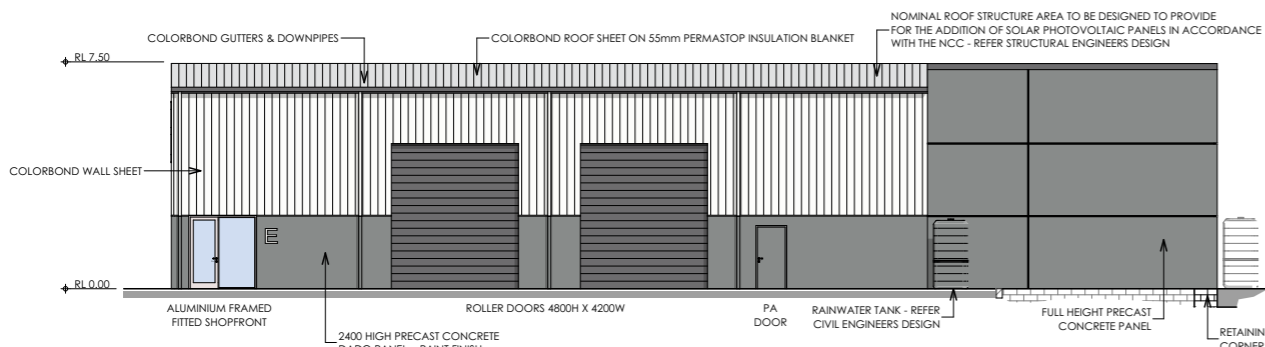 NOMINAL ROOF STRUCTURE AREA TO BE DESIGNED TO PROVIDE
FOR THE ADDITION OF SOLAR PHOTOVOLTAIC PANELS IN ACCORDANCE
WITH THE NCC - REFER STRUCTURAL ENGINEERS DESIGN
COLORBOND GUTTERS & DOWNPIPES
COLORBOND ROOF SHEET ON 55mm PERMASTOP INSULATION BLANKET
RL 7.50
COLORBOND WALL SHEET
E
RL 0.00
ALUMINIUM FRAMED
FITTED SHOPFRONT
ROLLER DOORS 4800H X 4200W
PA
DOOR
RAINWATER TANK - REFER
CIVIL ENGINEERS DESIGN
FULL HEIGHT PRECAST
CONCRETE PANEL
2400 HIGH PRECAST CONCRETE
RETAININ
CORNER